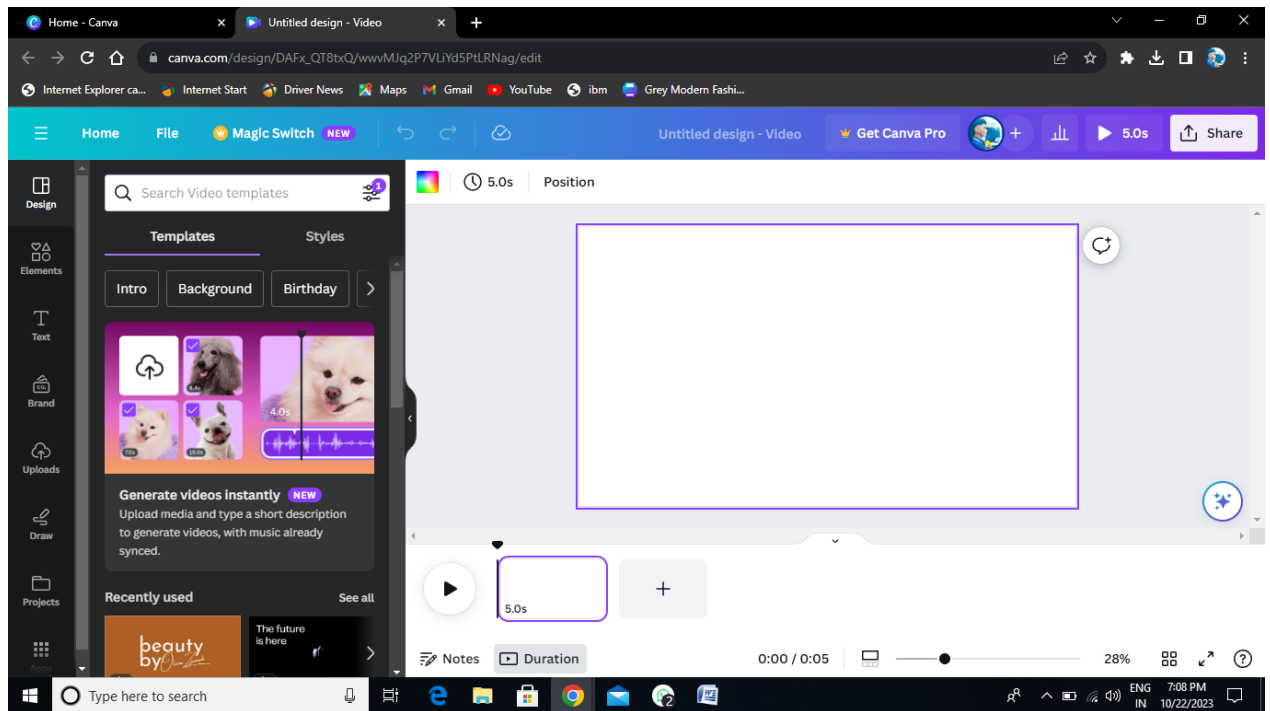 Home - Canva
Untitled design - Video
canva.com/design/DAFx_QT8txQ/wwvMJq2P7VLiYd5PtLRNag/edit
Internet Explorer ca... Internet Start Driver News Maps Gmail YouTube ibm Grey Modern Fashi...
Home File Magic Switch NEW Untitled design - Video Get Canva Pro 5.0s Share
Design
Elements
Text
Brand
Uploads
Draw
Projects
Apps
Search Video templates 1
Templates Styles
Intro Background Birthday
4.0s
Generate videos instantly NEW
Upload media and type a short description
to generate videos, with music already
synced.
Recently used See all
beauty
by
The future
is here
5.0s Position
5.0s
Notes Duration 0:00 / 0:05 28%
Type here to search
ENG
IN
7:08 PM
10/22/2023